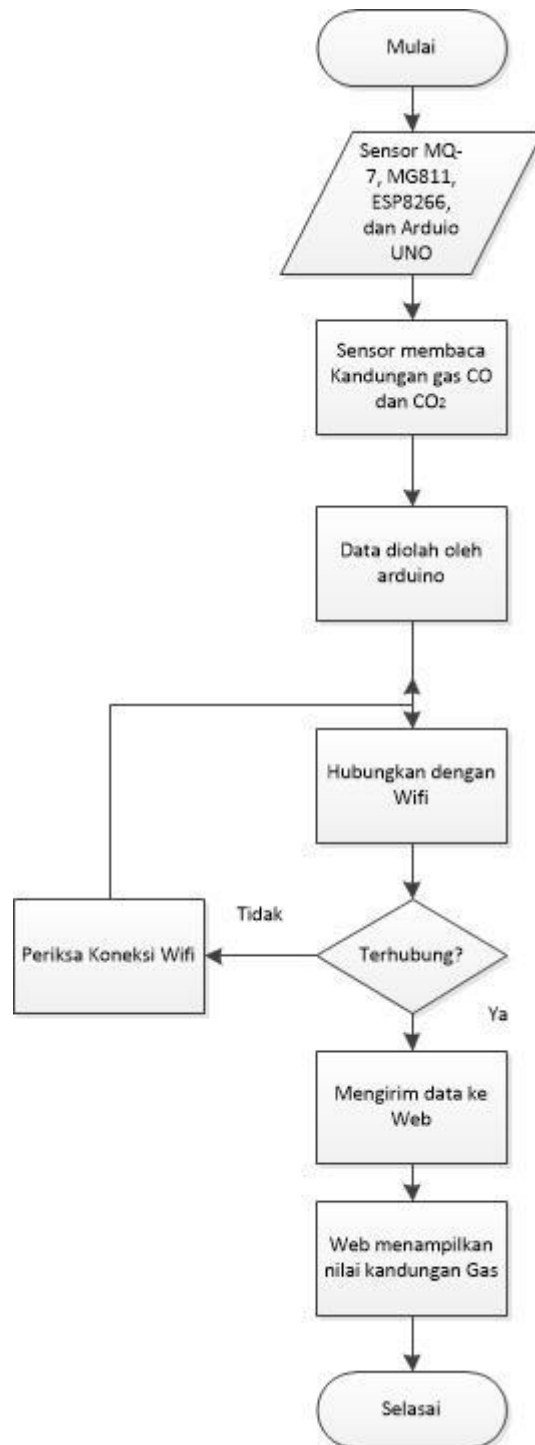 Mulai
Sensor MQ-
7, MG811,
ESP8266,
dan Arduio
UNO
Sensor membaca
Kandungan gas CO
dan CO₂
Data diolah oleh
arduino
Hubungkan dengan
Wifi
Tidak
Periksa Koneksi Wifi
Terhubung?
Ya
Mengirim data ke
Web
Web menampilkan
nilai kandungan Gas
Selasai